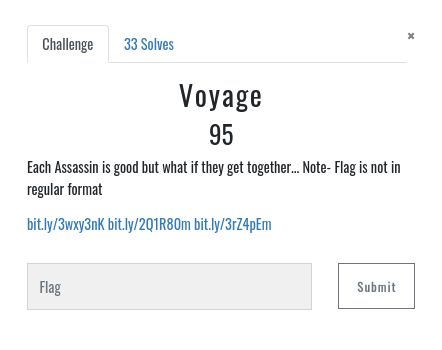 Challenge
33 Solves
×
Voyage
95
Each Assassin is good but what if they get together... Note- Flag is not in
regular format
bit.ly/3wxy3nK bit.ly/2Q1R80m bit.ly/3rZ4pEm
Flag
Submit